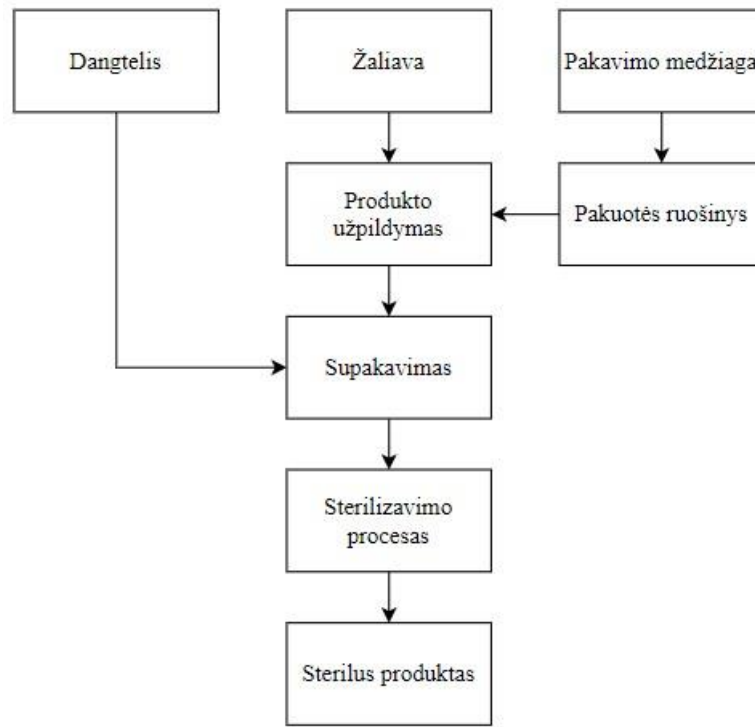 Dangtelis
Žaliava
Pakavimo medžiaga
Produkto
užpildymas
Pakuotės ruošinys
Supakavimas
Sterilizavimo
procesas
Sterilus produktas